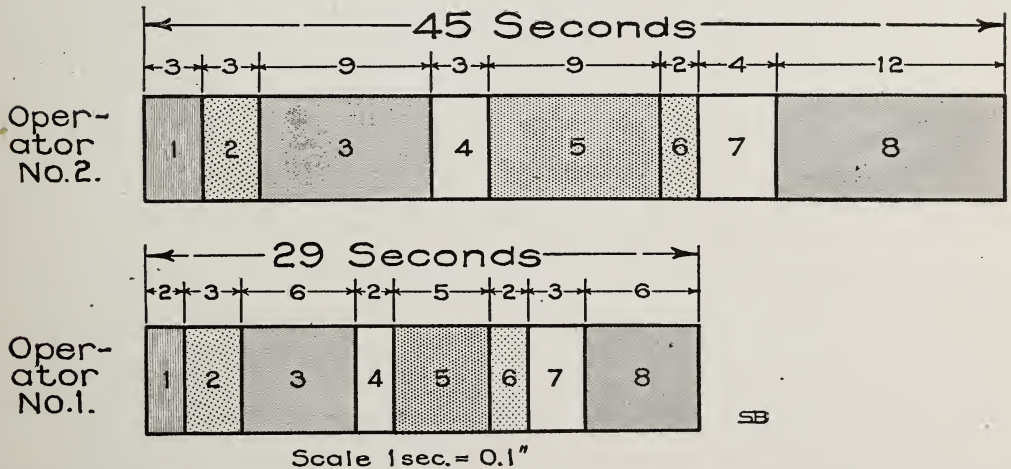 45 Seconds
3 3 9 3 9 2 4 12
Oper-
ator
No.2.
1 2 3 4 5 6 7 8
29 Seconds
2 3 6 2 5 2 3 6
Oper-
ator
No.1.
1 2 3 4 5 6 7 8
SB
Scale 1sec. = 0.1"